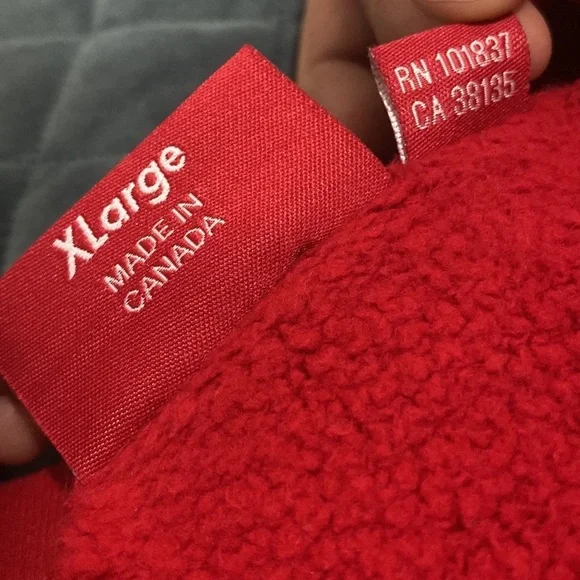 XLarge
MADE IN
CANADA
RN 101837
CA 38135